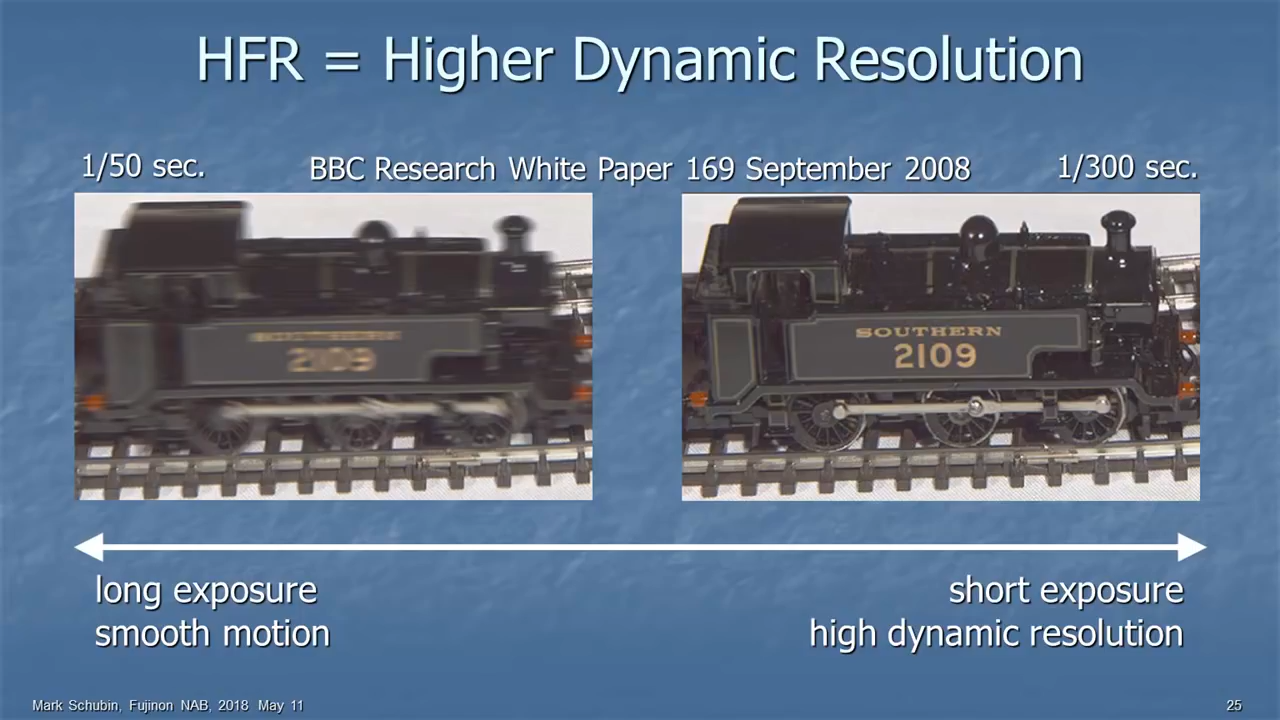 HFR = Higher Dynamic Resolution
1/50 sec.
BBC Research White Paper 169 September 2008
1/300 sec.
SOUTHERN
2109
SOUTHERN
2109
long exposure
smooth motion
short exposure
high dynamic resolution
Mark Schubin, Fujinon NAB, 2018 May 11
25